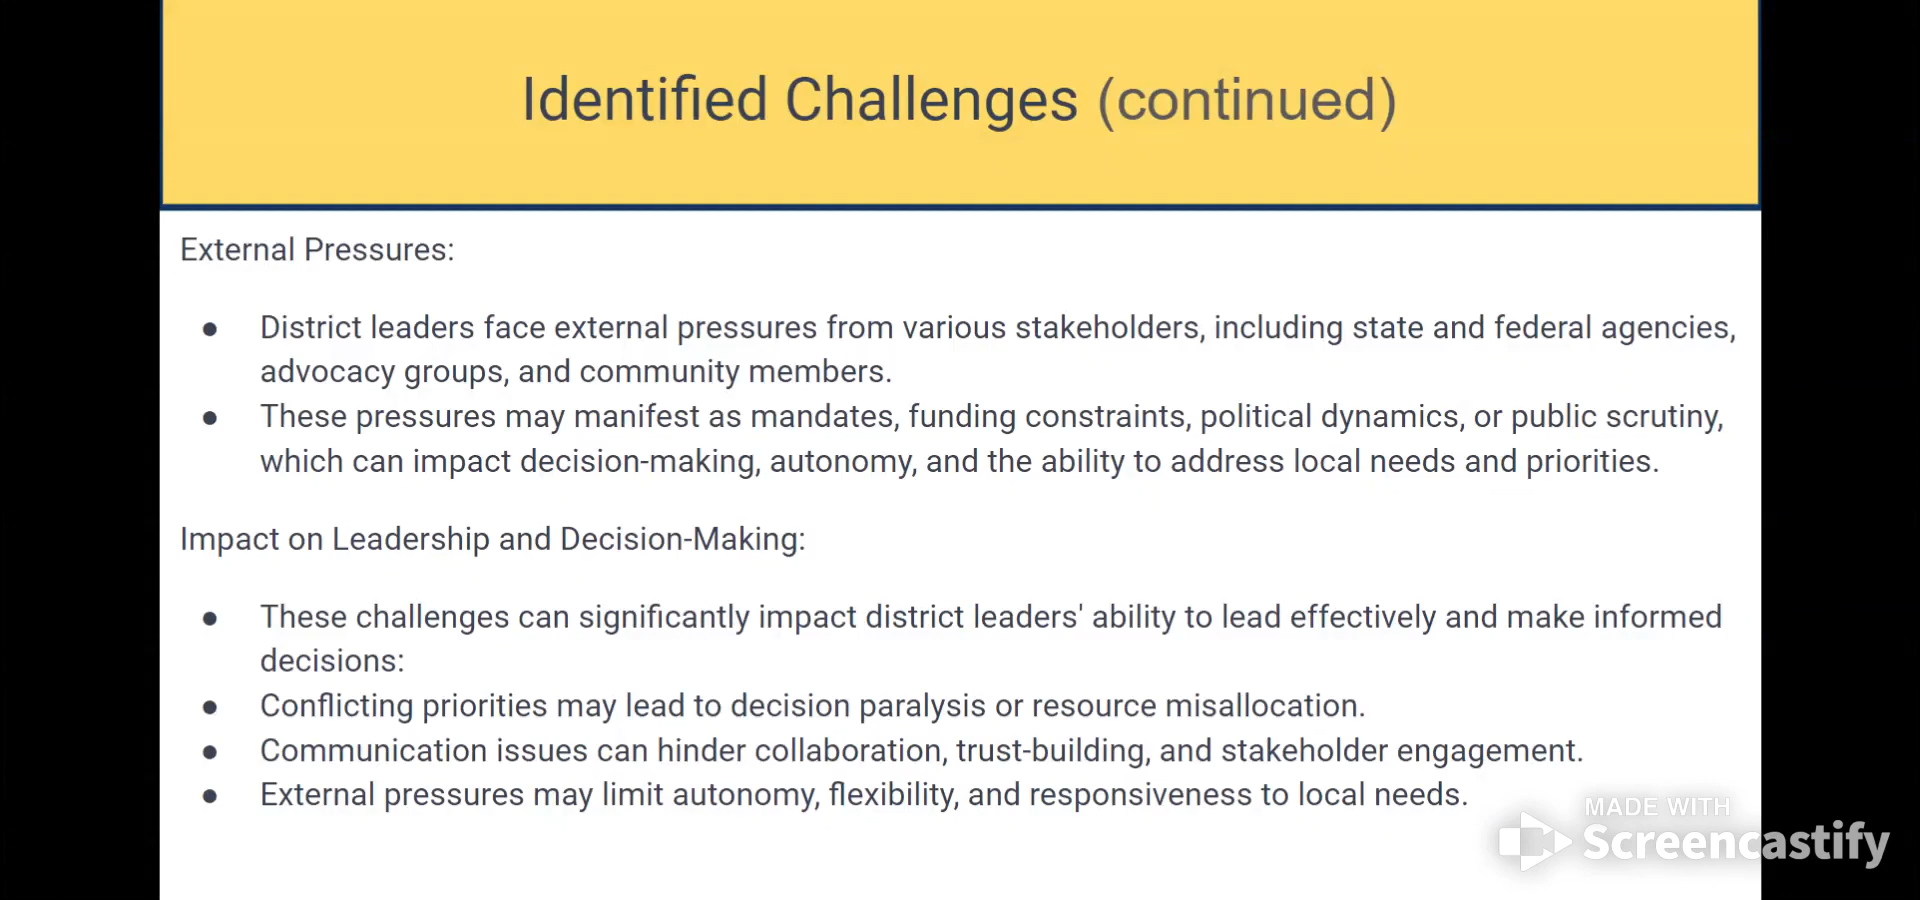 Identified Challenges (continued)
External Pressures:
● District leaders face external pressures from various stakeholders, including state and federal agencies,
advocacy groups, and community members.
● These pressures may manifest as mandates, funding constraints, political dynamics, or public scrutiny,
which can impact decision-making, autonomy, and the ability to address local needs and priorities.
Impact on Leadership and Decision-Making:
● These challenges can significantly impact district leaders' ability to lead effectively and make informed
decisions:
● Conflicting priorities may lead to decision paralysis or resource misallocation.
● Communication issues can hinder collaboration, trust-building, and stakeholder engagement.
● External pressures may limit autonomy, flexibility, and responsiveness to local needs.
MADE WITH
Screencastify